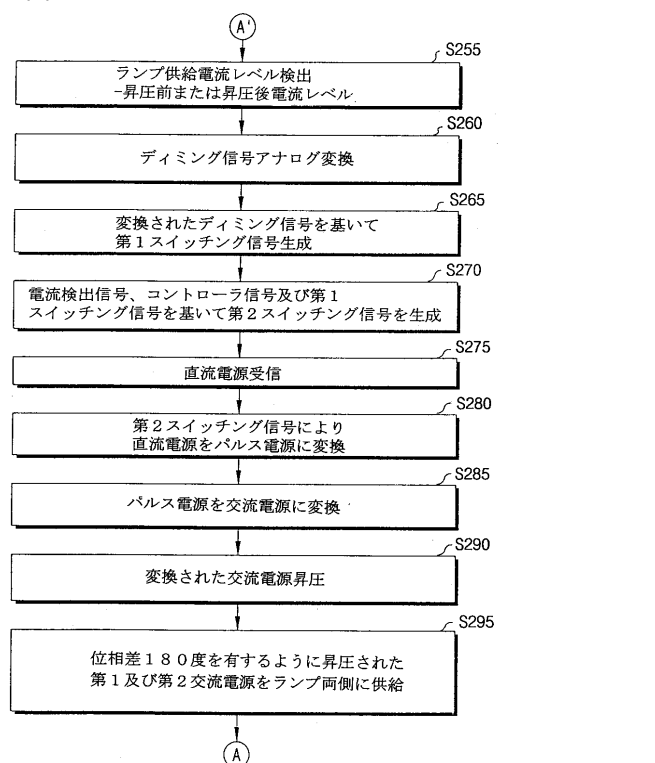 A'
S255
ランプ供給電流レベル検出
-昇圧前または昇圧後電流レベル
S260
ディミング信号アナログ変換
S265
変換されたディミング信号を基いて
第1スイッチング信号生成
S270
電流検出信号、コントローラ信号及び第1
スイッチング信号を基いて第2スイッチング信号を生成
S275
直流電源受信
S280
第2スイッチング信号により
直流電源をパルス電源に変換
S285
パルス電源を交流電源に変換
S290
変換された交流電源昇圧
S295
位相差180度を有するように昇圧された
第1及び第2交流電源をランプ両側に供給
A